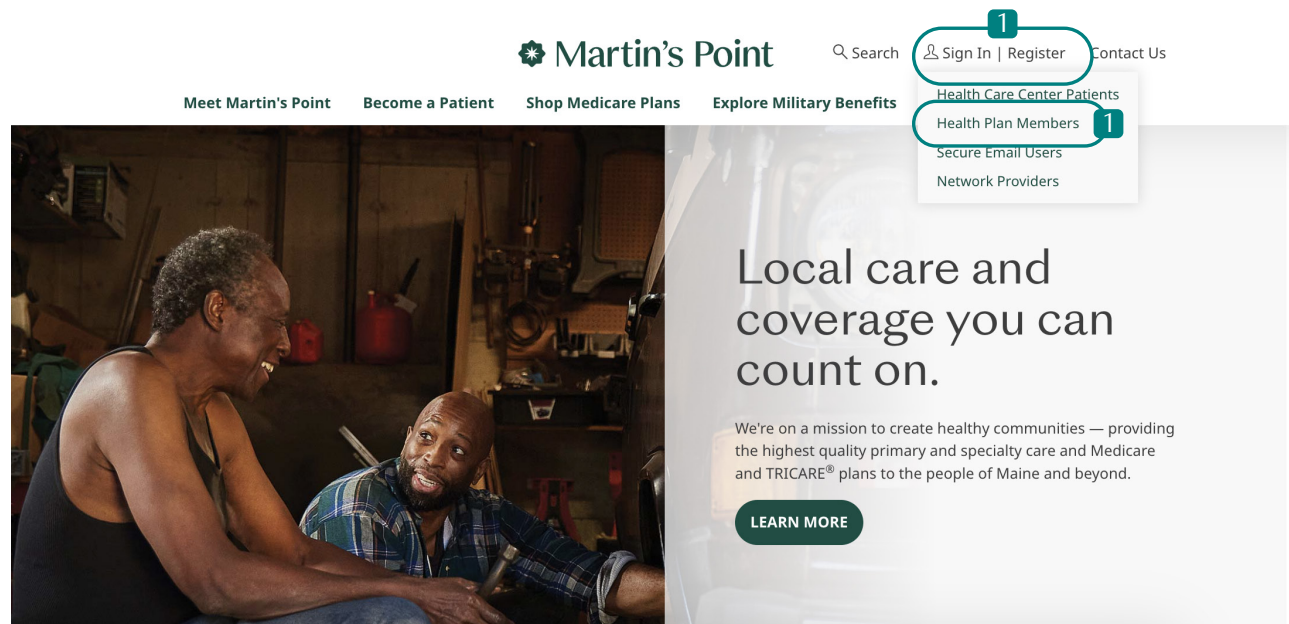 1
Martin's Point
Search
Sign In | Register
Contact Us
Meet Martin's Point
Become a Patient
Shop Medicare Plans
Explore Military Benefits
Health Care Center Patients
Health Plan Members
1
Secure Email Users
Network Providers
Local care and
coverage you can
count on.
We're on a mission to create healthy communities — providing
the highest quality primary and specialty care and Medicare
and TRICARE® plans to the people of Maine and beyond.
LEARN MORE